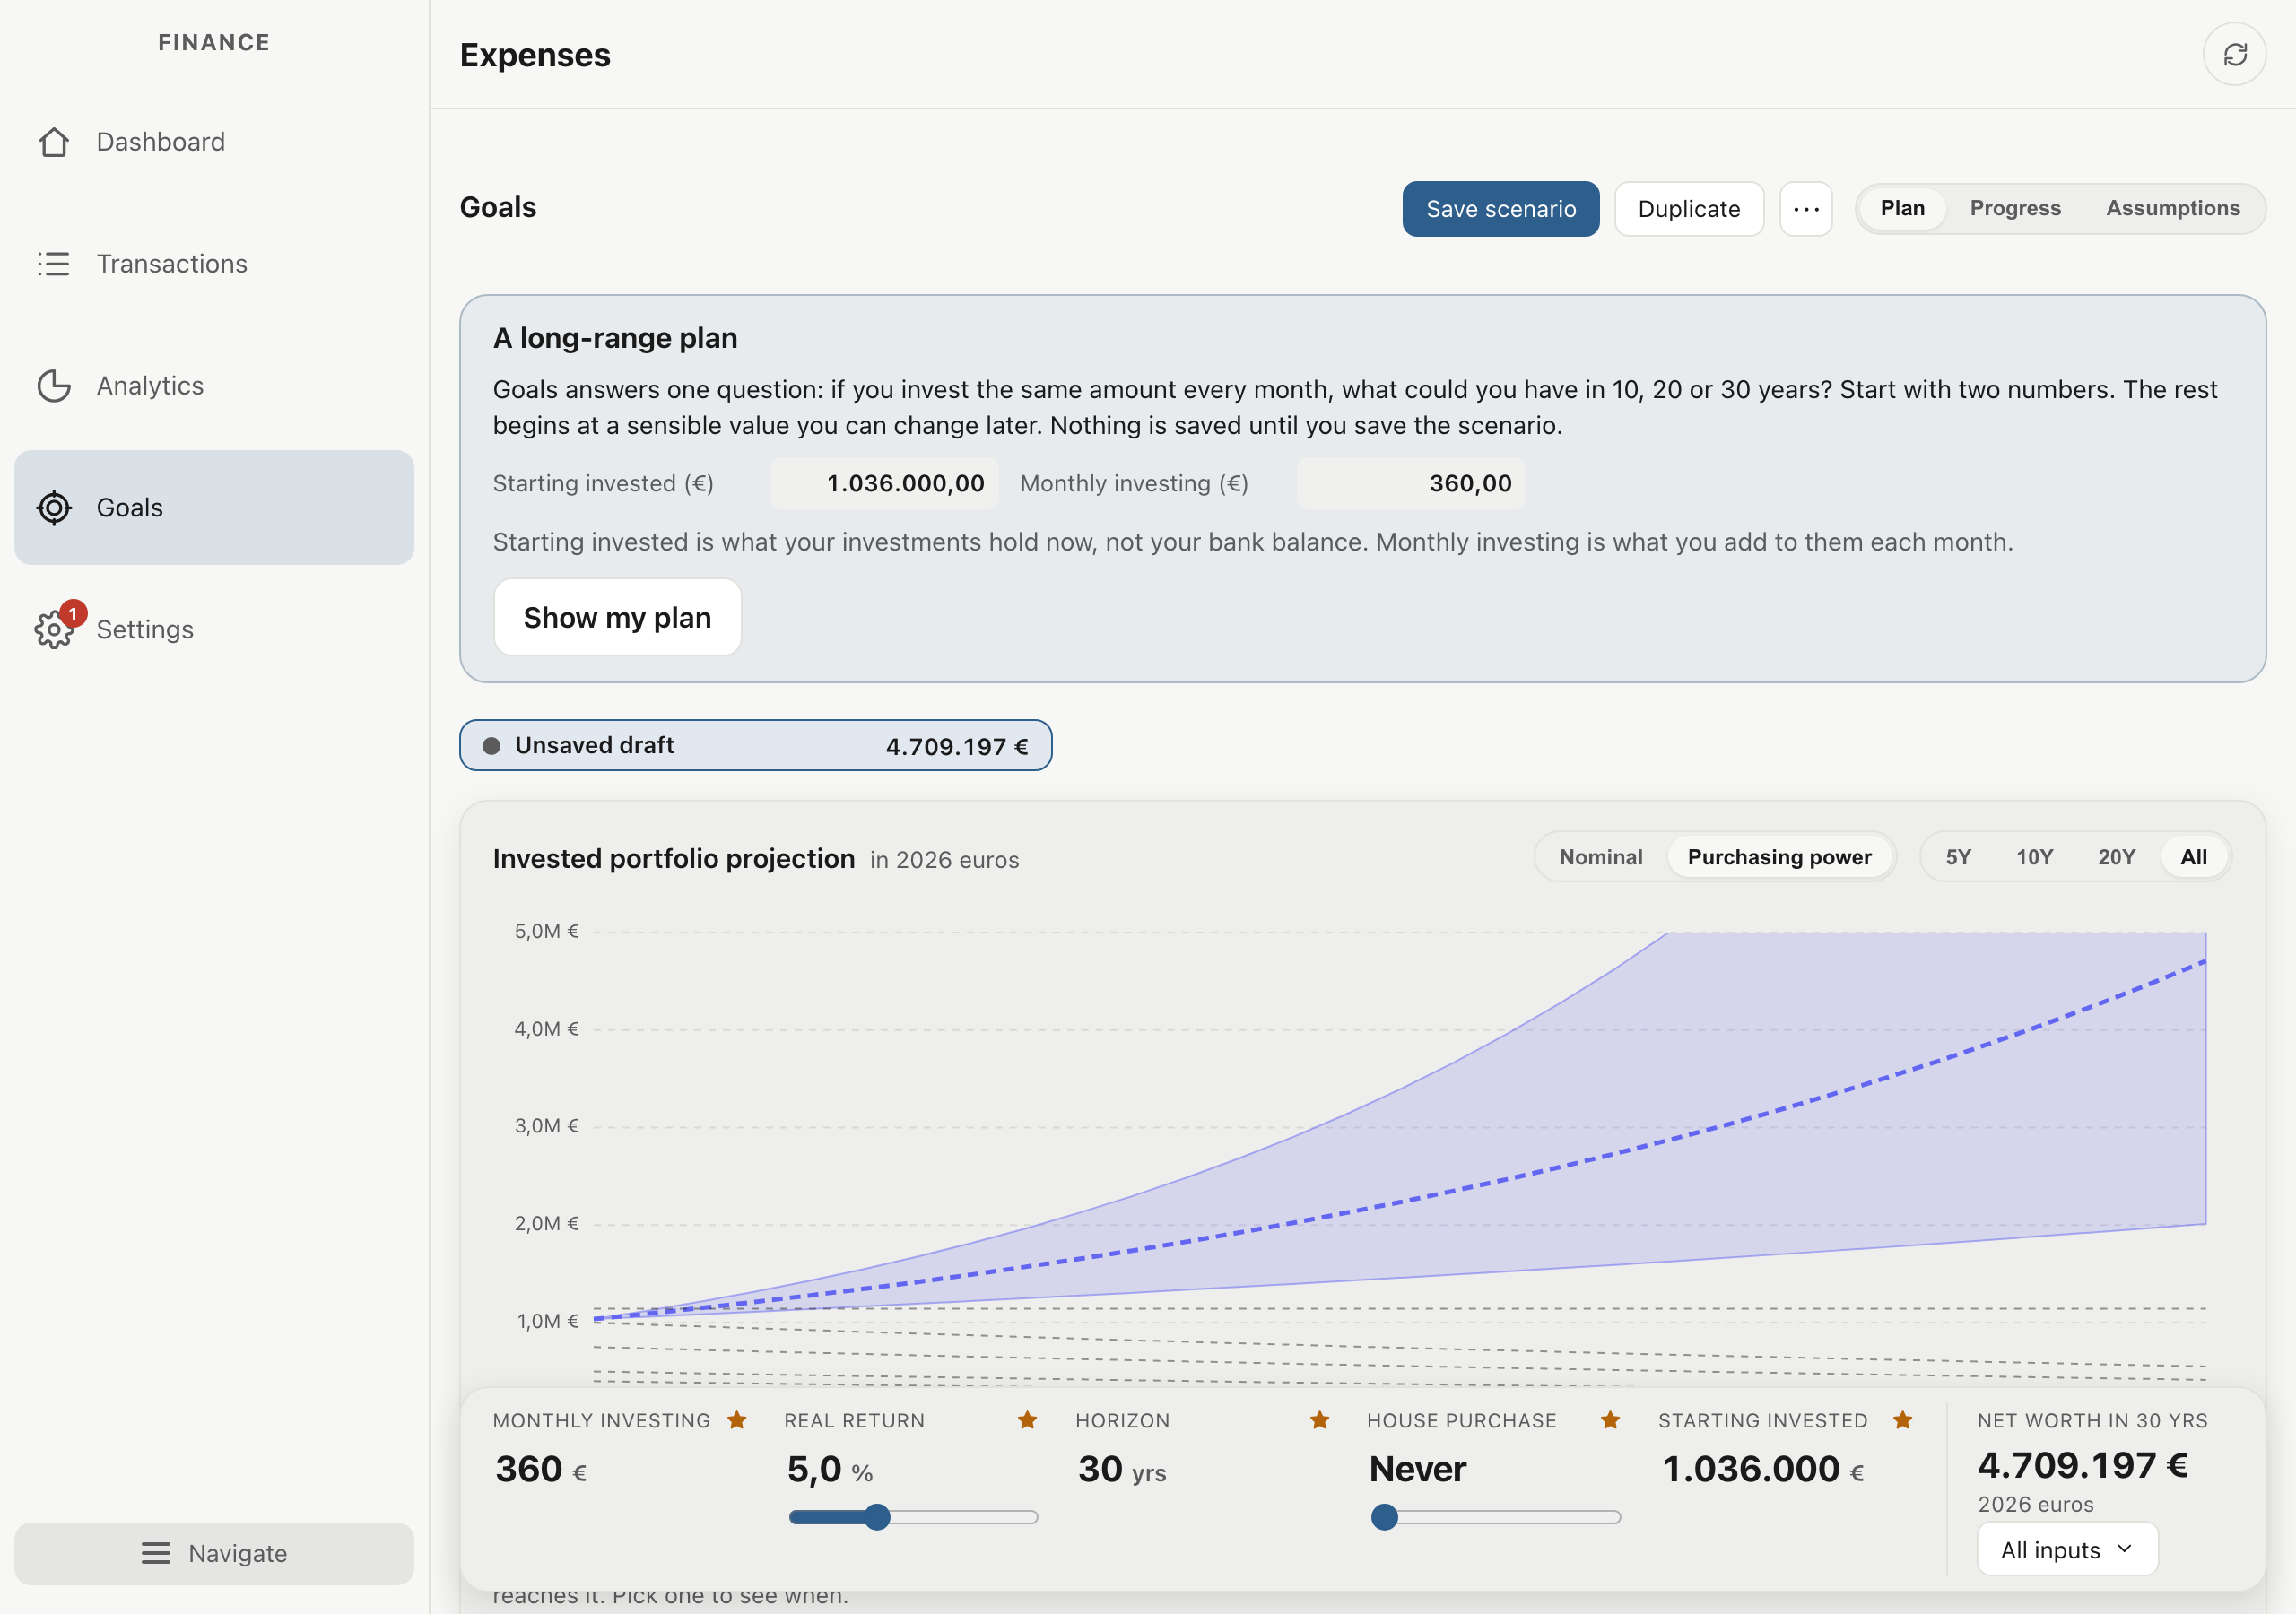 FINANCE
Dashboard
Transactions
Analytics
Goals
1
Settings
Navigate
Expenses
Goals
Save scenario
Duplicate
...
Plan
Progress
Assumptions
A long-range plan
Goals answers one question: if you invest the same amount every month, what could you have in 10, 20 or 30 years? Start with two numbers. The rest
begins at a sensible value you can change later. Nothing is saved until you save the scenario.
Starting invested (€) 1.036.000,00 Monthly investing (€) 360,00
Starting invested is what your investments hold now, not your bank balance. Monthly investing is what you add to them each month.
Show my plan
Unsaved draft 4.709.197 €
Invested portfolio projection in 2026 euros
Nominal
Purchasing power
5Y
10Y
20Y
All
5,0M €
4,0M €
3,0M €
2,0M €
1,0M €
MONTHLY INVESTING
360 €
REAL RETURN
5,0 %
HORIZON
30 yrs
HOUSE PURCHASE
Never
STARTING INVESTED
1.036.000 €
NET WORTH IN 30 YRS
4.709.197 €
2026 euros
All inputs
reaches it. Pick one to see when.